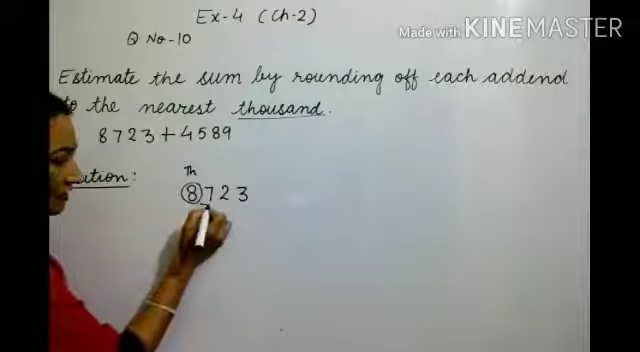 Ex-4 (Ch-2)
Made with KINEMASTER
Q No-10
Estimate the sum by rounding off each addend
to the nearest thousand.
8723+4589
ution:
Th
8723